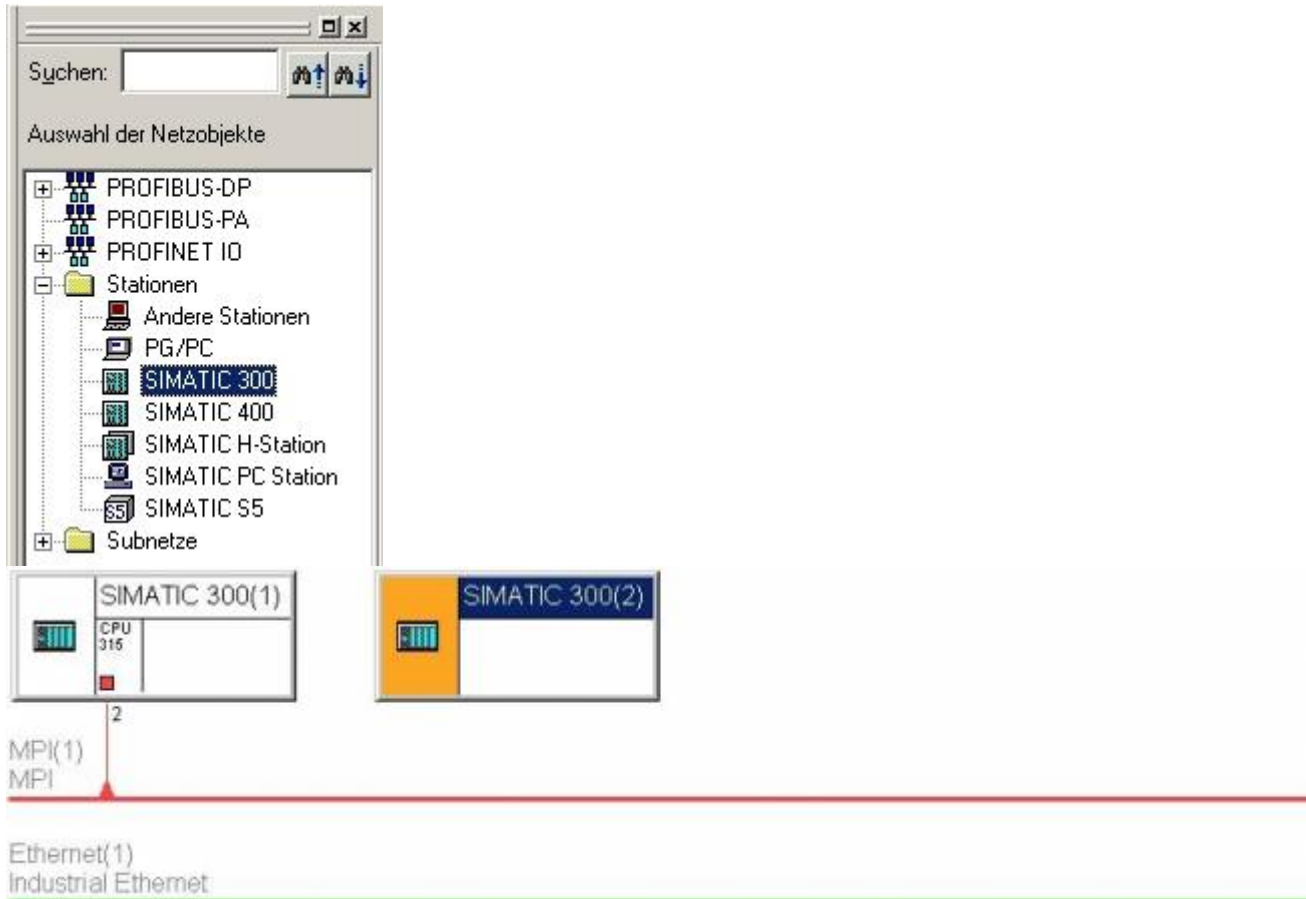 Suchen:
Auswahl der Netzobjekte
PROFIBUS-DP
PROFIBUS-PA
PROFINET IO
Stationen
Andere Stationen
PG/PC
SIMATIC 300
SIMATIC 400
SIMATIC H-Station
SIMATIC PC Station
S5 SIMATIC S5
Subnetze
SIMATIC 300(1)
CPU
315
SIMATIC 300(2)
2
MPI(1)
MPI
Ethernet(1)
Industrial Ethernet